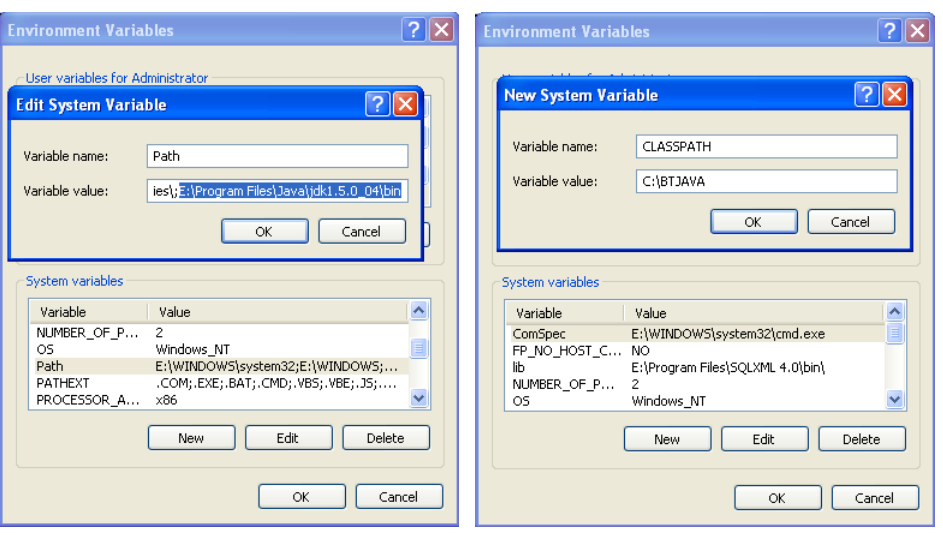 Environment Variables
User variables for Administrator
Edit System Variable
Variable name: Path
Variable value: ies\;E:\Program Files\Java\jdk1.5.0_04\bin
OK Cancel
System variables
Variable Value
NUMBER_OF_P... 2
OS Windows_NT
Path E:\WINDOWS\system32;E:\WINDOWS;...
PATHEXT .COM;.EXE;.BAT;.CMD;.VBS;.VBE;.JS;....
PROCESSOR_A... x86
New Edit Delete
OK Cancel
Environment Variables
New System Variable
Variable name: CLASSPATH
Variable value: C:\BTJAVA
OK Cancel
System variables
Variable Value
ComSpec E:\WINDOWS\system32\cmd.exe
FP_NO_HOST_C... NO
lib E:\Program Files\SQLXML 4.0\bin\
NUMBER_OF_P... 2
OS Windows_NT
New Edit Delete
OK Cancel